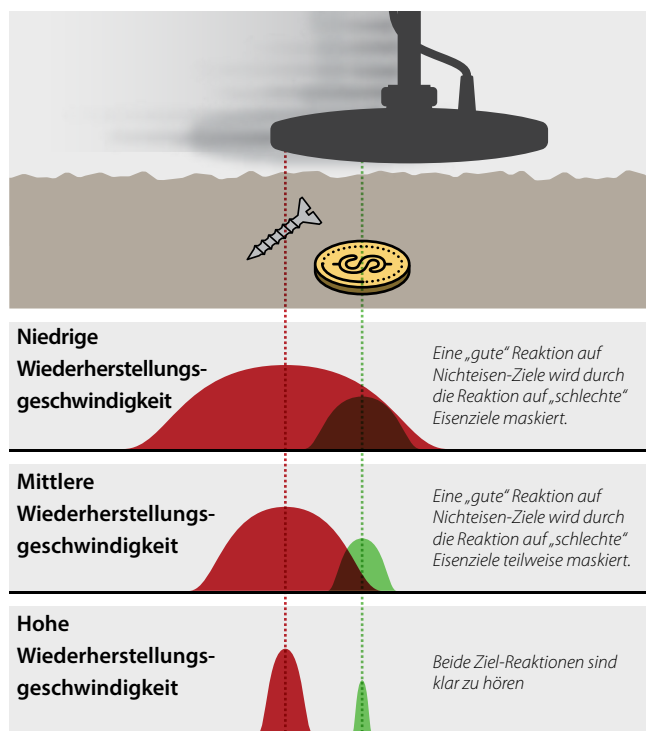 Niedrige
Wiederherstellungs-
geschwindigkeit
Eine „gute“ Reaktion auf
Nichteisen-Ziele wird durch
die Reaktion auf „schlechte“
Eisenziele maskiert.
Mittlere
Wiederherstellungs-
geschwindigkeit
Eine „gute“ Reaktion auf
Nichteisen-Ziele wird durch
die Reaktion auf „schlechte“
Eisenziele teilweise maskiert.
Hohe
Wiederherstellungs-
geschwindigkeit
Beide Ziel-Reaktionen sind
klar zu hören